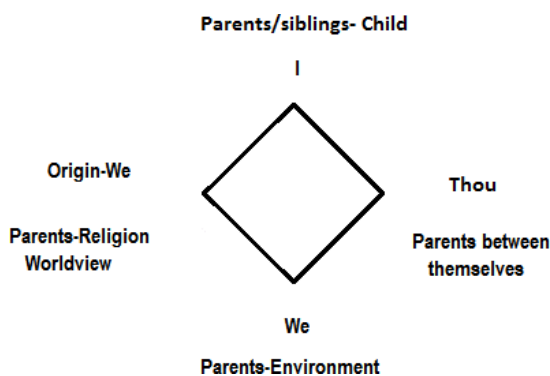 Parents/siblings- Child
I
Origin-We
Thou
Parents-Religion
Worldview
Parents between
themselves
We
Parents-Environment